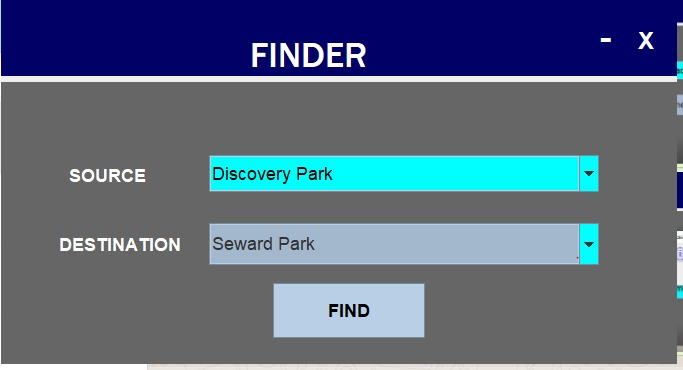 FINDER
- X
SOURCE
Discovery Park
DESTINATION
Seward Park
FIND